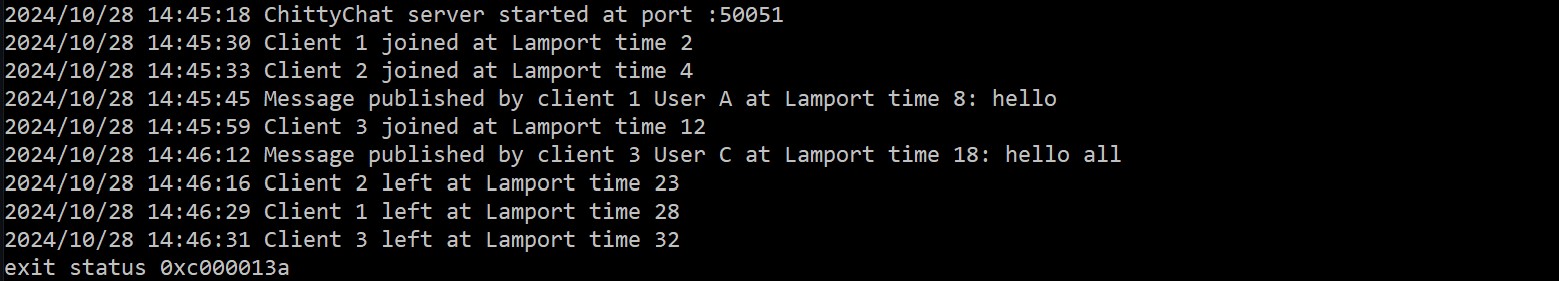 2024/10/28 14:45:18 ChittyChat server started at port :50051
2024/10/28 14:45:30 Client 1 joined at Lamport time 2
2024/10/28 14:45:33 Client 2 joined at Lamport time 4
2024/10/28 14:45:45 Message published by client 1 User A at Lamport time 8: hello
2024/10/28 14:45:59 Client 3 joined at Lamport time 12
2024/10/28 14:46:12 Message published by client 3 User C at Lamport time 18: hello all
2024/10/28 14:46:16 Client 2 left at Lamport time 23
2024/10/28 14:46:29 Client 1 left at Lamport time 28
2024/10/28 14:46:31 Client 3 left at Lamport time 32
exit status 0xc000013a